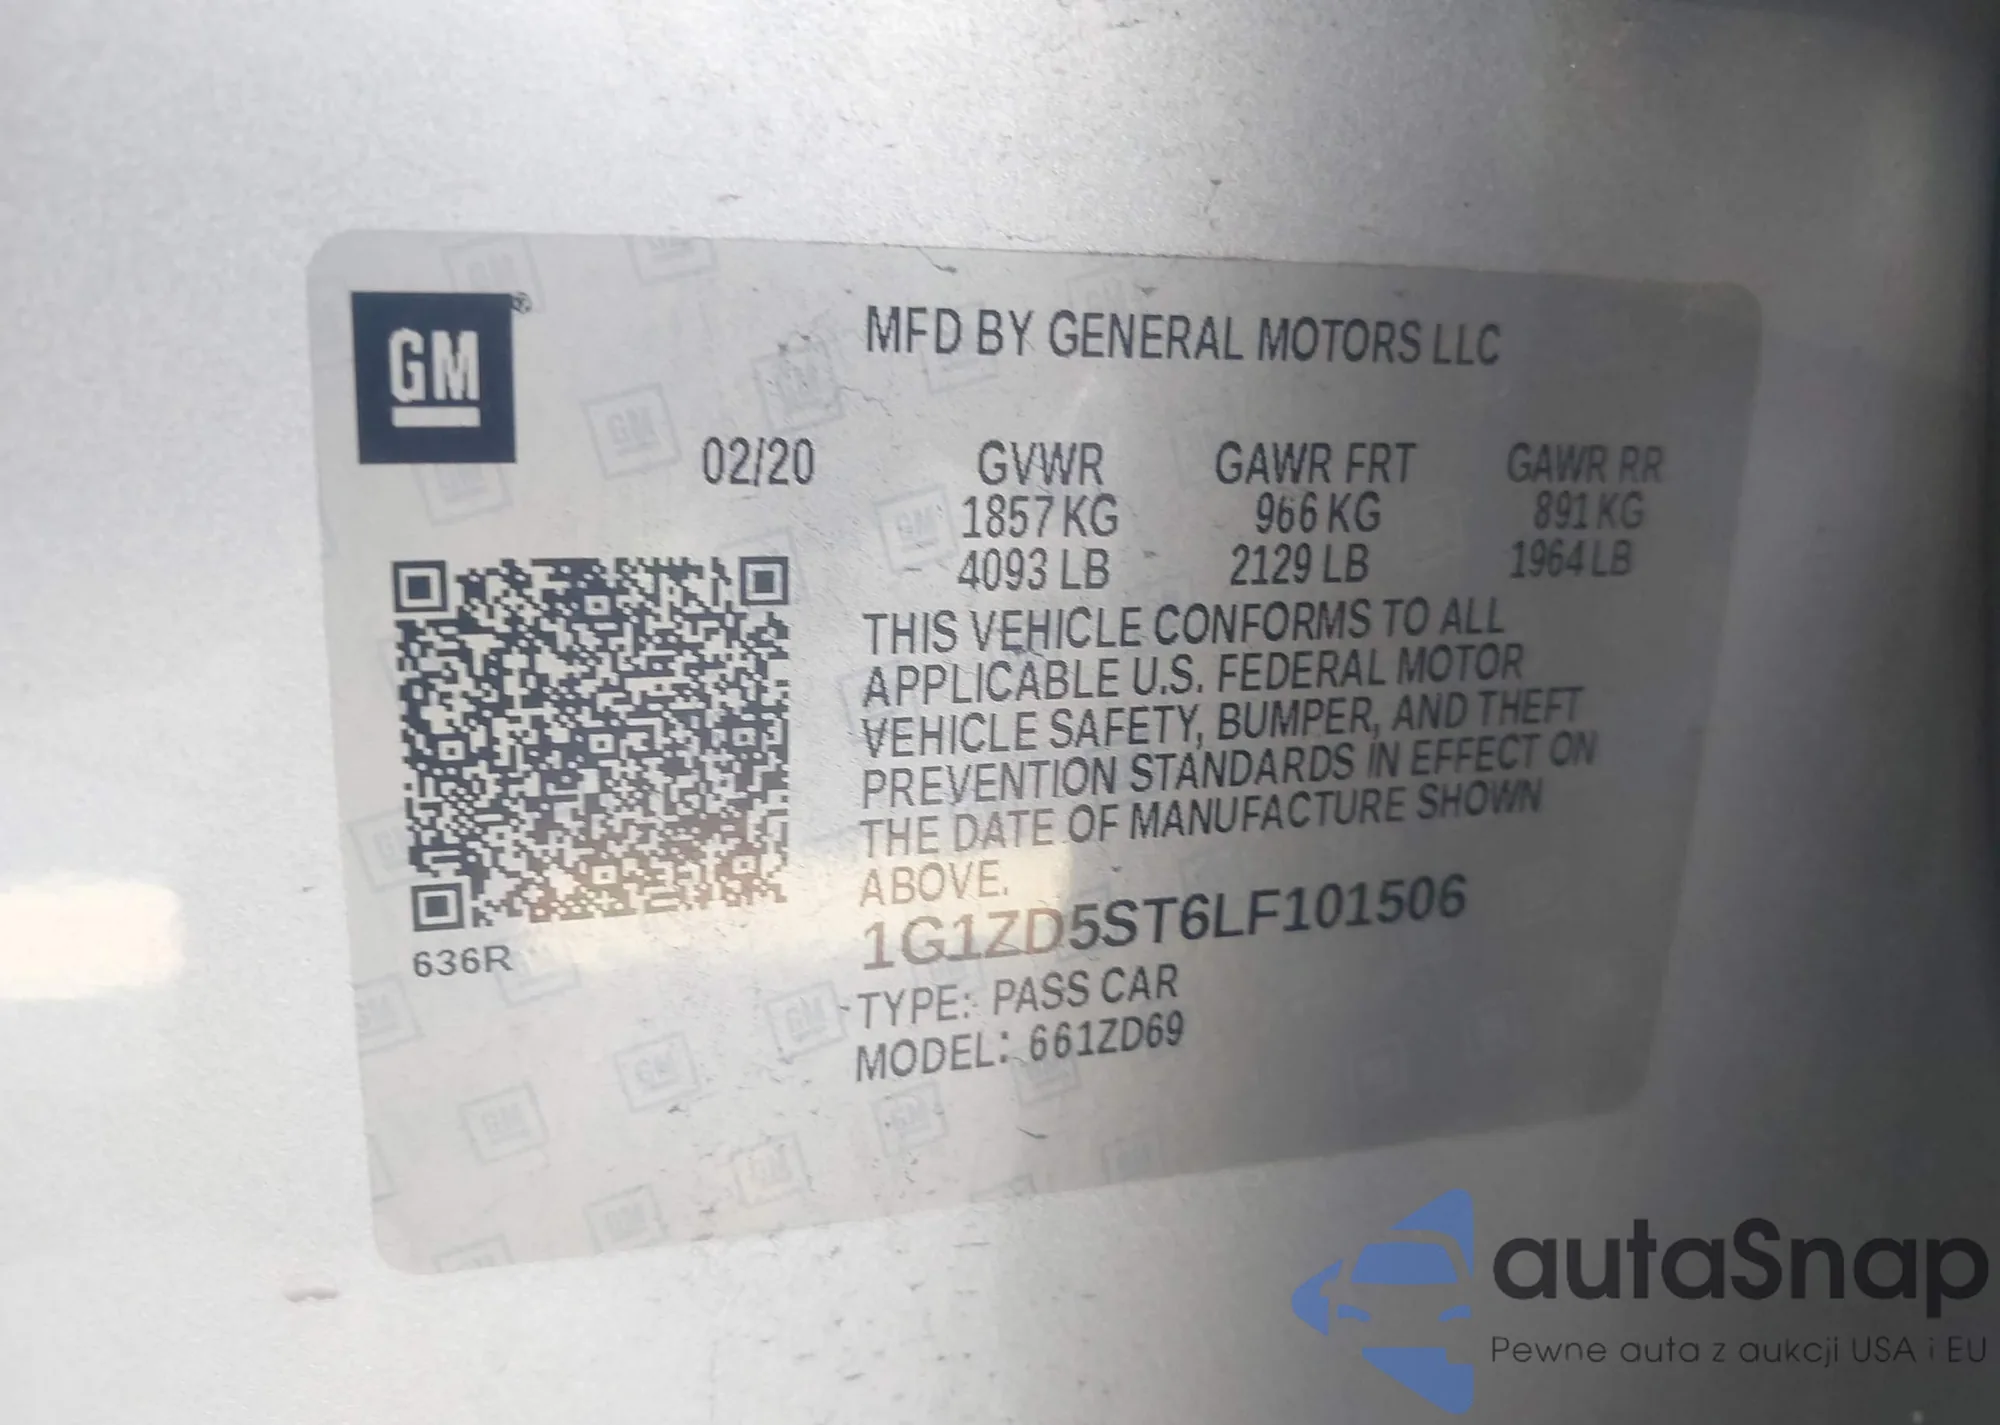 GM
®
MFD BY GENERAL MOTORS LLC
02/20 GVWR GAWR FRT GAWR RR
1857 KG 966 KG 891 KG
4093 LB 2129 LB 1964 LB
THIS VEHICLE CONFORMS TO ALL
APPLICABLE U.S. FEDERAL MOTOR
VEHICLE SAFETY, BUMPER, AND THEFT
PREVENTION STANDARDS IN EFFECT ON
THE DATE OF MANUFACTURE SHOWN
ABOVE.
1G1ZD5ST6LF101506
636R
TYPE: PASS CAR
MODEL: 661ZD69
autaSnap
Pewne auta z aukcji USA i EU